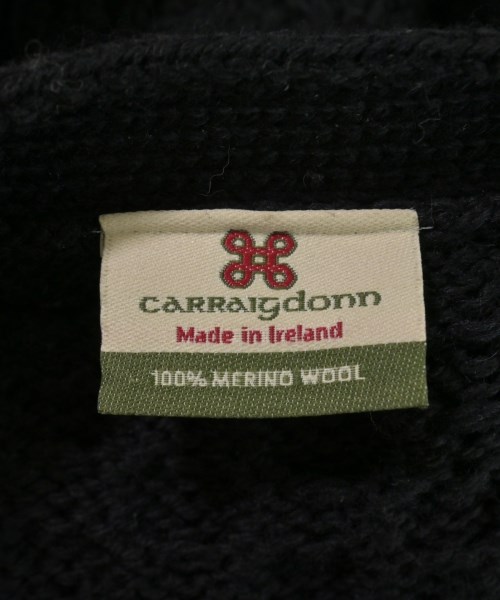 carraigdonn
Made in Ireland
100% MERINO WOOL